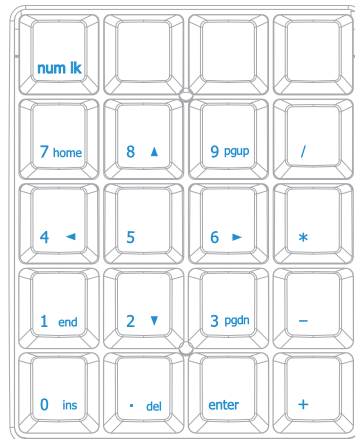 num lk
7 home 8 ▲ 9 pgup /
4 ◄ 5 6 ► *
1 end 2 ▼ 3 pgdn −
0 ins . del enter +